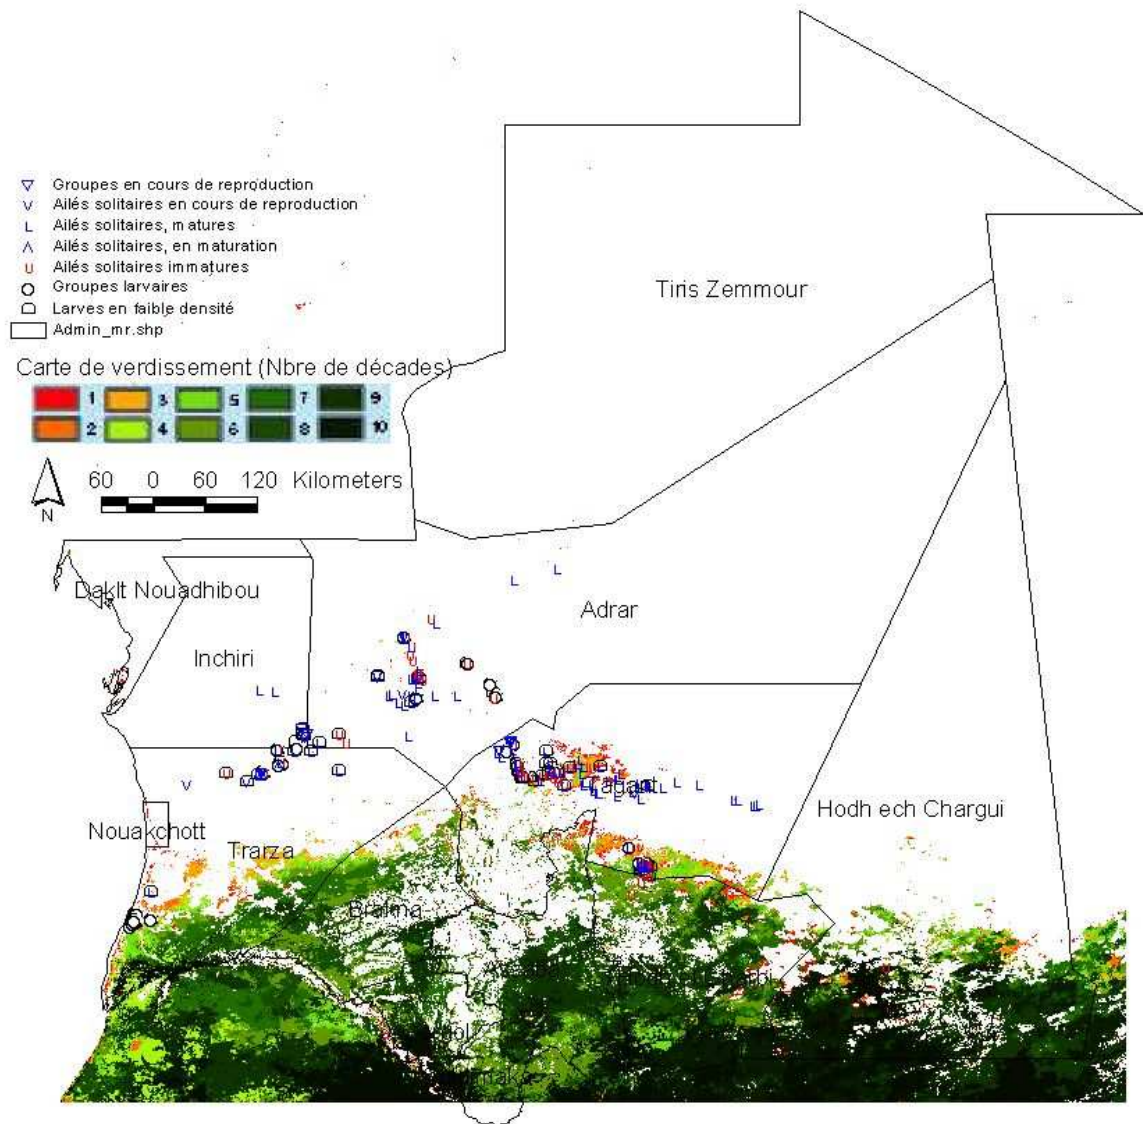 Groupes en cours de reproduction
Ailés solitaires en cours de reproduction
Ailés solitaires, matures
Ailés solitaires, en maturation
Ailés solitaires immatures
Groupes larvaires
Larves en faible densité
Admin_mr.shp
Carte de verdissement (Nbre de décades)
1 3 5 7 9
2 4 6 8 10
60 0 60 120 Kilometers
N
Tiris Zemmour
Daklt Nouadhibou
Adrar
Inchiri
Tagant
Hodh ech Chargui
Nouakchott
Trarza
Brakna